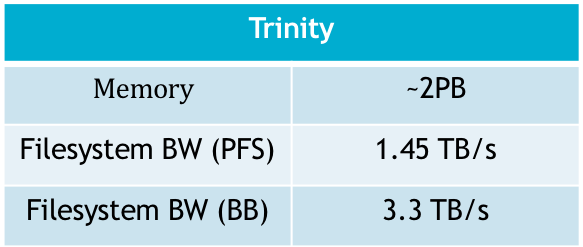 Trinity
Memory ~2PB
Filesystem BW (PFS) 1.45 TB/s
Filesystem BW (BB) 3.3 TB/s